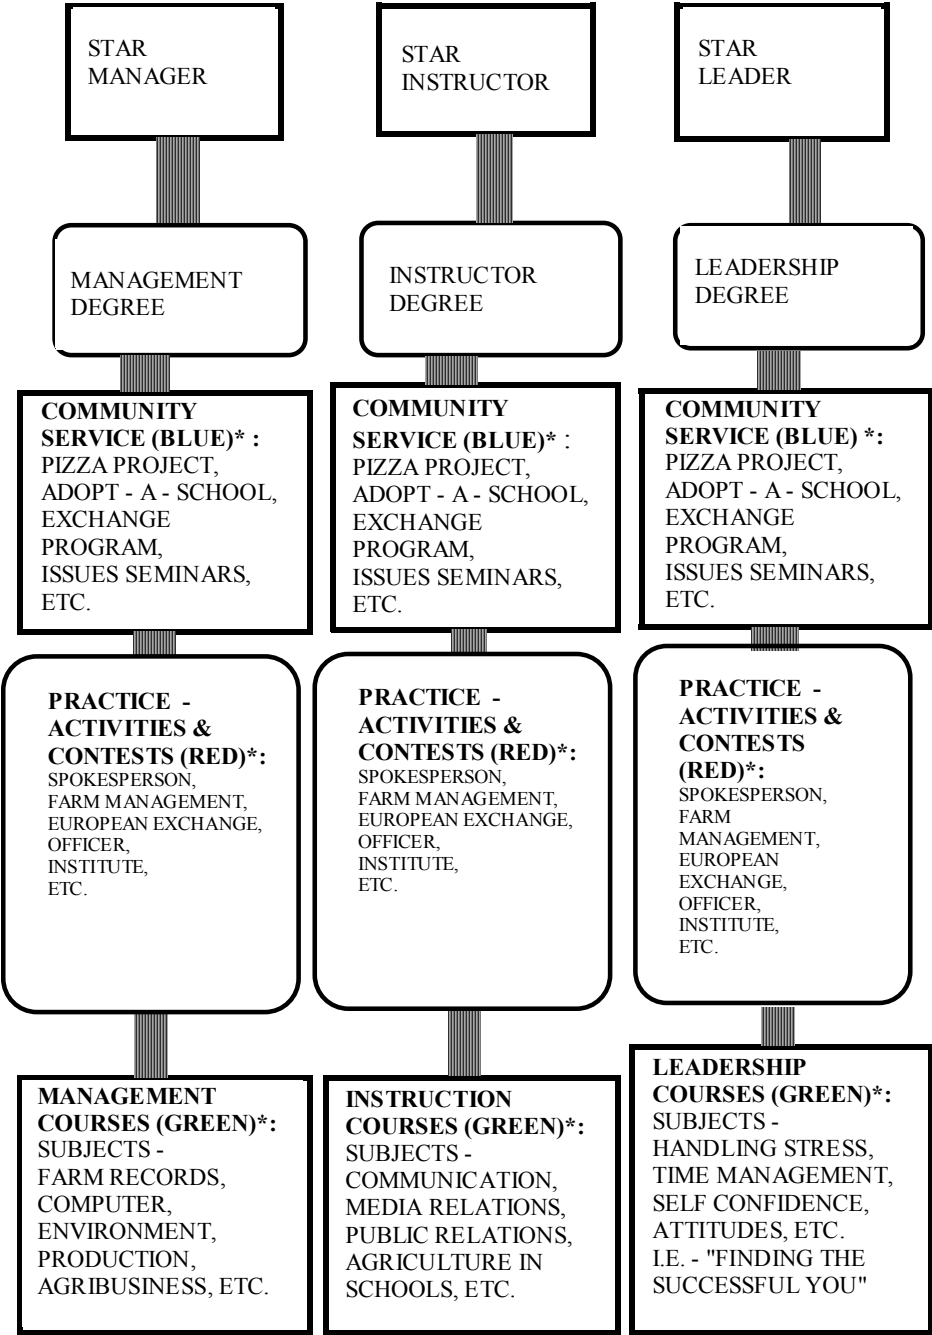 STAR
MANAGER
STAR
INSTRUCTOR
STAR
LEADER
MANAGEMENT
DEGREE
INSTRUCTOR
DEGREE
LEADERSHIP
DEGREE
COMMUNITY
SERVICE (BLUE)* :
PIZZA PROJECT,
ADOPT - A - SCHOOL,
EXCHANGE
PROGRAM,
ISSUES SEMINARS,
ETC.
COMMUNITY
SERVICE (BLUE)* :
PIZZA PROJECT,
ADOPT - A - SCHOOL,
EXCHANGE
PROGRAM,
ISSUES SEMINARS,
ETC.
COMMUNITY
SERVICE (BLUE) *:
PIZZA PROJECT,
ADOPT - A - SCHOOL,
EXCHANGE
PROGRAM,
ISSUES SEMINARS,
ETC.
PRACTICE -
ACTIVITIES &
CONTESTS (RED)*:
SPOKESPERSON,
FARM MANAGEMENT,
EUROPEAN EXCHANGE,
OFFICER,
INSTITUTE,
ETC.
PRACTICE -
ACTIVITIES &
CONTESTS (RED)*:
SPOKESPERSON,
FARM MANAGEMENT,
EUROPEAN EXCHANGE,
OFFICER,
INSTITUTE,
ETC.
PRACTICE -
ACTIVITIES &
CONTESTS
(RED)*:
SPOKESPERSON,
FARM
MANAGEMENT,
EUROPEAN
EXCHANGE,
OFFICER,
INSTITUTE,
ETC.
MANAGEMENT
COURSES (GREEN)*:
SUBJECTS -
FARM RECORDS,
COMPUTER,
ENVIRONMENT,
PRODUCTION,
AGRIBUSINESS, ETC.
INSTRUCTION
COURSES (GREEN)*:
SUBJECTS -
COMMUNICATION,
MEDIA RELATIONS,
PUBLIC RELATIONS,
AGRICULTURE IN
SCHOOLS, ETC.
LEADERSHIP
COURSES (GREEN)*:
SUBJECTS -
HANDLING STRESS,
TIME MANAGEMENT,
SELF CONFIDENCE,
ATTITUDES, ETC.
I.E. - "FINDING THE
SUCCESSFUL YOU"